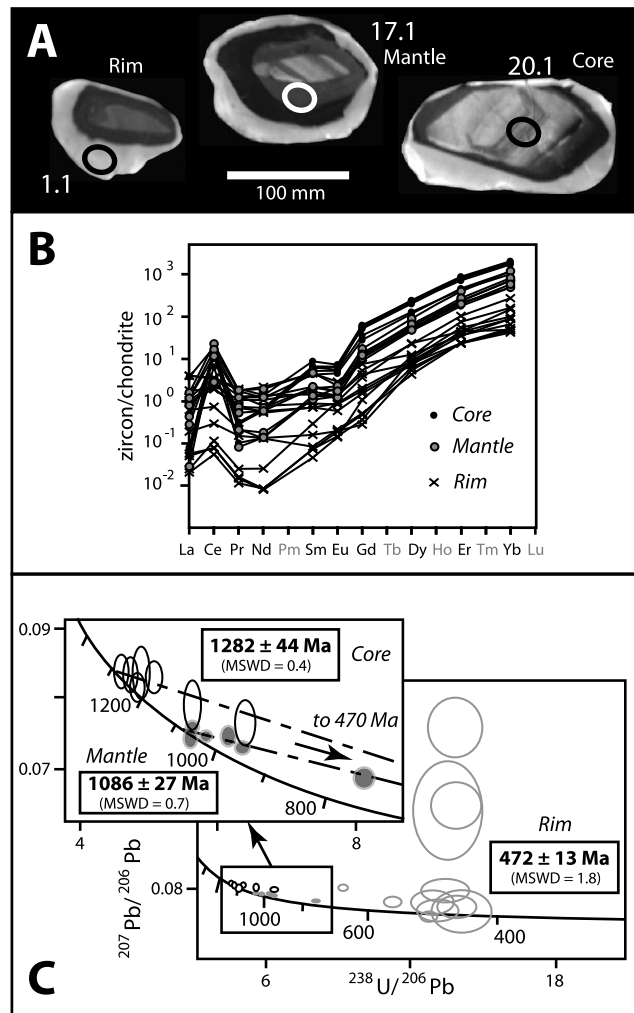 A
Rim
17.1
Mantle
20.1
Core
1.1
100 mm
B
10 3
10 2
10 1
10 0
10 -1
10 -2
zircon/chondrite
Core
Mantle
Rim
La Ce Pr Nd Pm Sm Eu Gd Tb Dy Ho Er Tm Yb Lu
0.09
1282 ± 44 Ma
(MSWD = 0.4)
Core
1200
to 470 Ma
Mantle
1000
0.07
1086 ± 27 Ma
(MSWD = 0.7)
800
4
8
Rim
472 ± 13 Ma
(MSWD = 1.8)
207Pb/ 206 Pb
0.08
1000
600
400
6
238U/206Pb
18
C